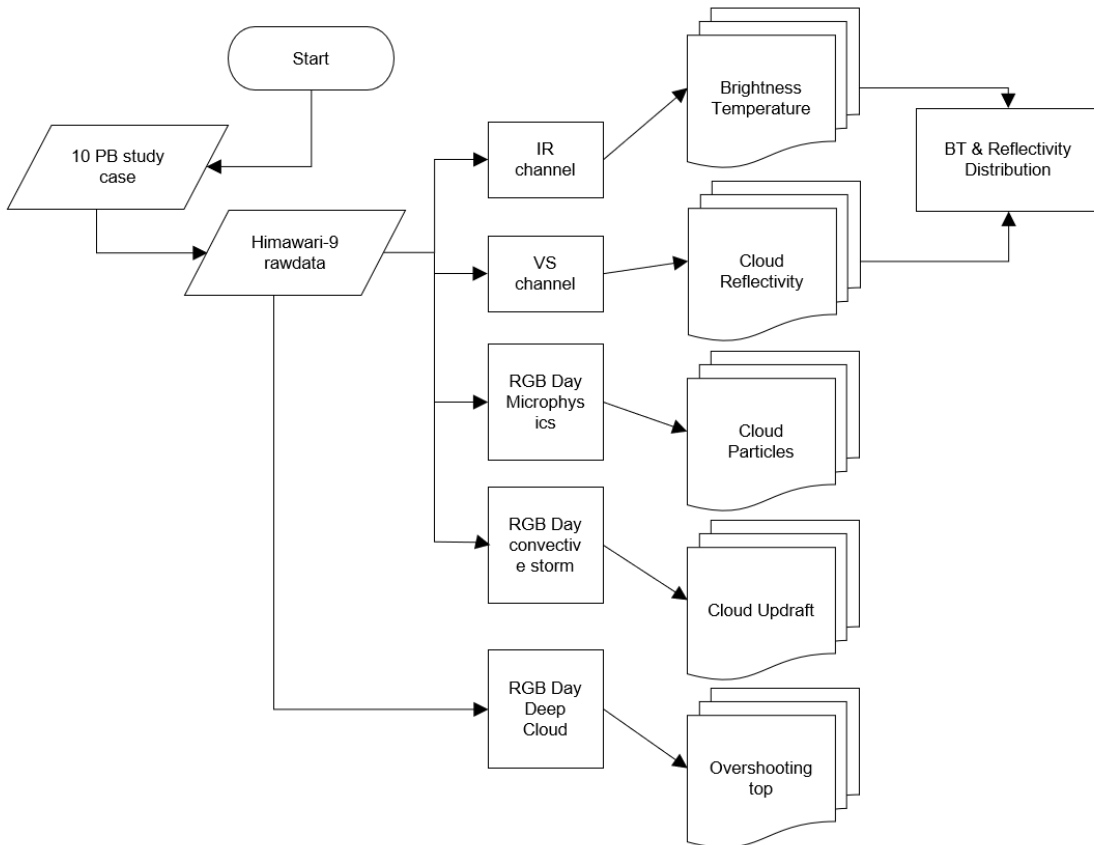 Start
10 PB study
case
Himawari-9
rawdata
IR
channel
VS
channel
RGB Day
Microphys
ics
RGB Day
convectiv
e storm
RGB Day
Deep
Cloud
Brightness
Temperature
Cloud
Reflectivity
Cloud
Particles
Cloud Updraft
Overshooting
top
BT & Reflectivity
Distribution